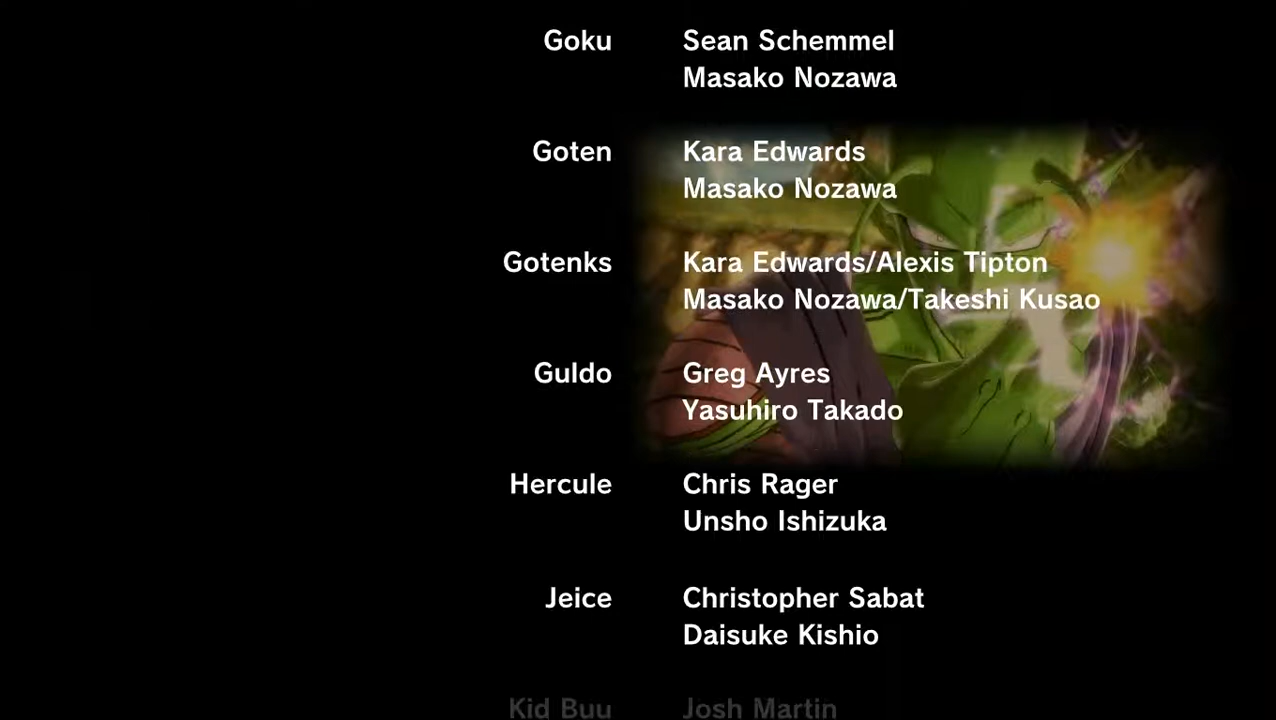 Goku Sean Schemmel
Masako Nozawa
Goten Kara Edwards
Masako Nozawa
Gotenks Kara Edwards/Alexis Tipton
Masako Nozawa/Takeshi Kusao
Guldo Greg Ayres
Yasuhiro Takado
Hercule Chris Rager
Unsho Ishizuka
Jeice Christopher Sabat
Daisuke Kishio
Kid Buu Josh Martin